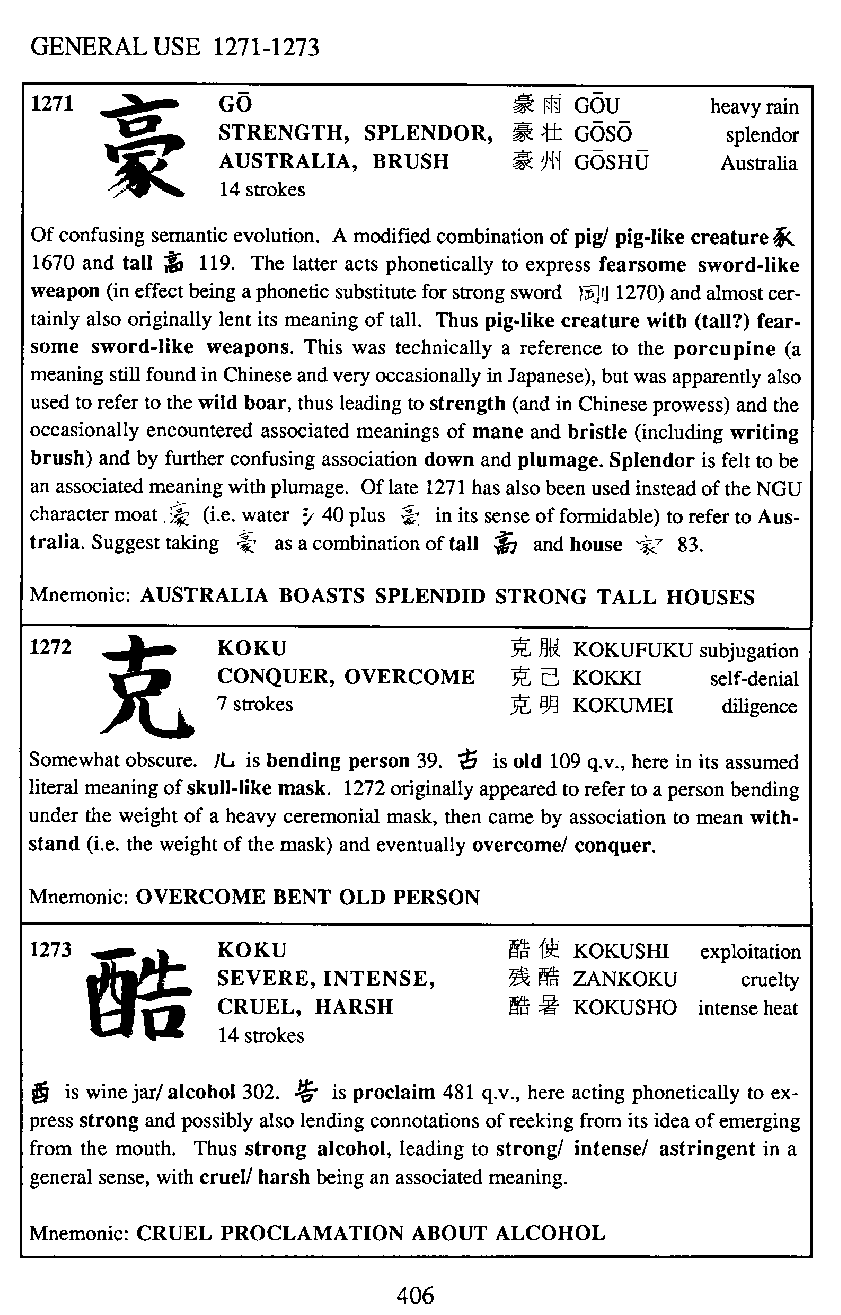 GENERAL USE 1271-1273
1271 豪 GŌ 豪雨 GŌU heavy rain
STRENGTH, SPLENDOR, 豪壮 GŌSŌ splendor
AUSTRALIA, BRUSH 豪州 GŌSHŪ Australia
14 strokes
Of confusing semantic evolution. A modified combination of pig/ pig-like creature 豕
1670 and tall 高 119. The latter acts phonetically to express fearsome sword-like
weapon (in effect being a phonetic substitute for strong sword 剛 1270) and almost cer-
tainly also originally lent its meaning of tall. Thus pig-like creature with (tall?) fear-
some sword-like weapons. This was technically a reference to the porcupine (a
meaning still found in Chinese and very occasionally in Japanese), but was apparently also
used to refer to the wild boar, thus leading to strength (and in Chinese prowess) and the
occasionally encountered associated meanings of mane and bristle (including writing
brush) and by further confusing association down and plumage. Splendor is felt to be
an associated meaning with plumage. Of late 1271 has also been used instead of the NGU
character moat 濠 (i.e. water 氵 40 plus 豪 in its sense of formidable) to refer to Aus-
tralia. Suggest taking 豪 as a combination of tall 高 and house 家 83.
Mnemonic: AUSTRALIA BOASTS SPLENDID STRONG TALL HOUSES
1272 克 KOKU 克服 KOKUFUKU subjugation
CONQUER, OVERCOME 克己 KOKKI self-denial
7 strokes 克明 KOKUMEI diligence
Somewhat obscure. 儿 is bending person 39. 古 is old 109 q.v., here in its assumed
literal meaning of skull-like mask. 1272 originally appeared to refer to a person bending
under the weight of a heavy ceremonial mask, then came by association to mean with-
stand (i.e. the weight of the mask) and eventually overcome/ conquer.
Mnemonic: OVERCOME BENT OLD PERSON
1273 酷 KOKU 酷使 KOKUSHI exploitation
SEVERE, INTENSE, 残酷 ZANKOKU cruelty
CRUEL, HARSH 酷暑 KOKUSHO intense heat
14 strokes
酉 is wine jar/ alcohol 302. 告 is proclaim 481 q.v., here acting phonetically to ex-
press strong and possibly also lending connotations of reeking from its idea of emerging
from the mouth. Thus strong alcohol, leading to strong/ intense/ astringent in a
general sense, with cruel/ harsh being an associated meaning.
Mnemonic: CRUEL PROCLAMATION ABOUT ALCOHOL
406